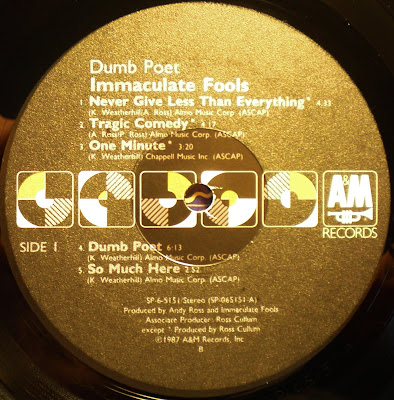 Dumb Poet
Immaculate Fools
1. Never Give Less Than Everything* 4:33
(K. Weatherhill/A. Ross) Almo Music Corp. (ASCAP)
2. Tragic Comedy* 4:17
(A. Ross/P. Ross) Almo Music Corp. (ASCAP)
3. One Minute* 3:20
(K. Weatherhill) Chappell Music Inc. (ASCAP)
A&M
RECORDS
SIDE 1
4. Dumb Poet 6:13
(K. Weatherhill) Almo Music Corp. (ASCAP)
5. So Much Here 2:52
(K. Weatherhill) Almo Music Corp. (ASCAP)
SP-6-5151 Stereo (SP-065151-A)
Produced by Andy Ross and Immaculate Fools
Associate Producer: Ross Cullum
except * Produced by Ross Cullum
©1987 A&M Records, Inc
B